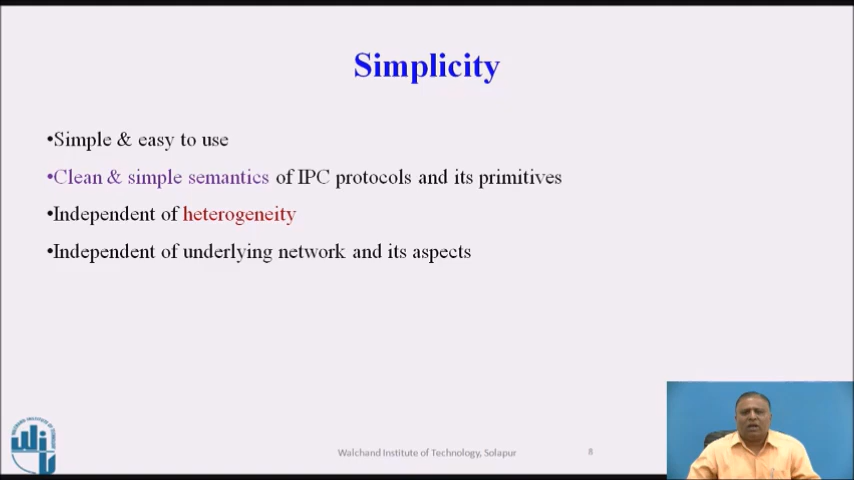 Simplicity
•Simple & easy to use
•Clean & simple semantics of IPC protocols and its primitives
•Independent of heterogeneity
•Independent of underlying network and its aspects
Walchand Institute of Technology, Solapur
8